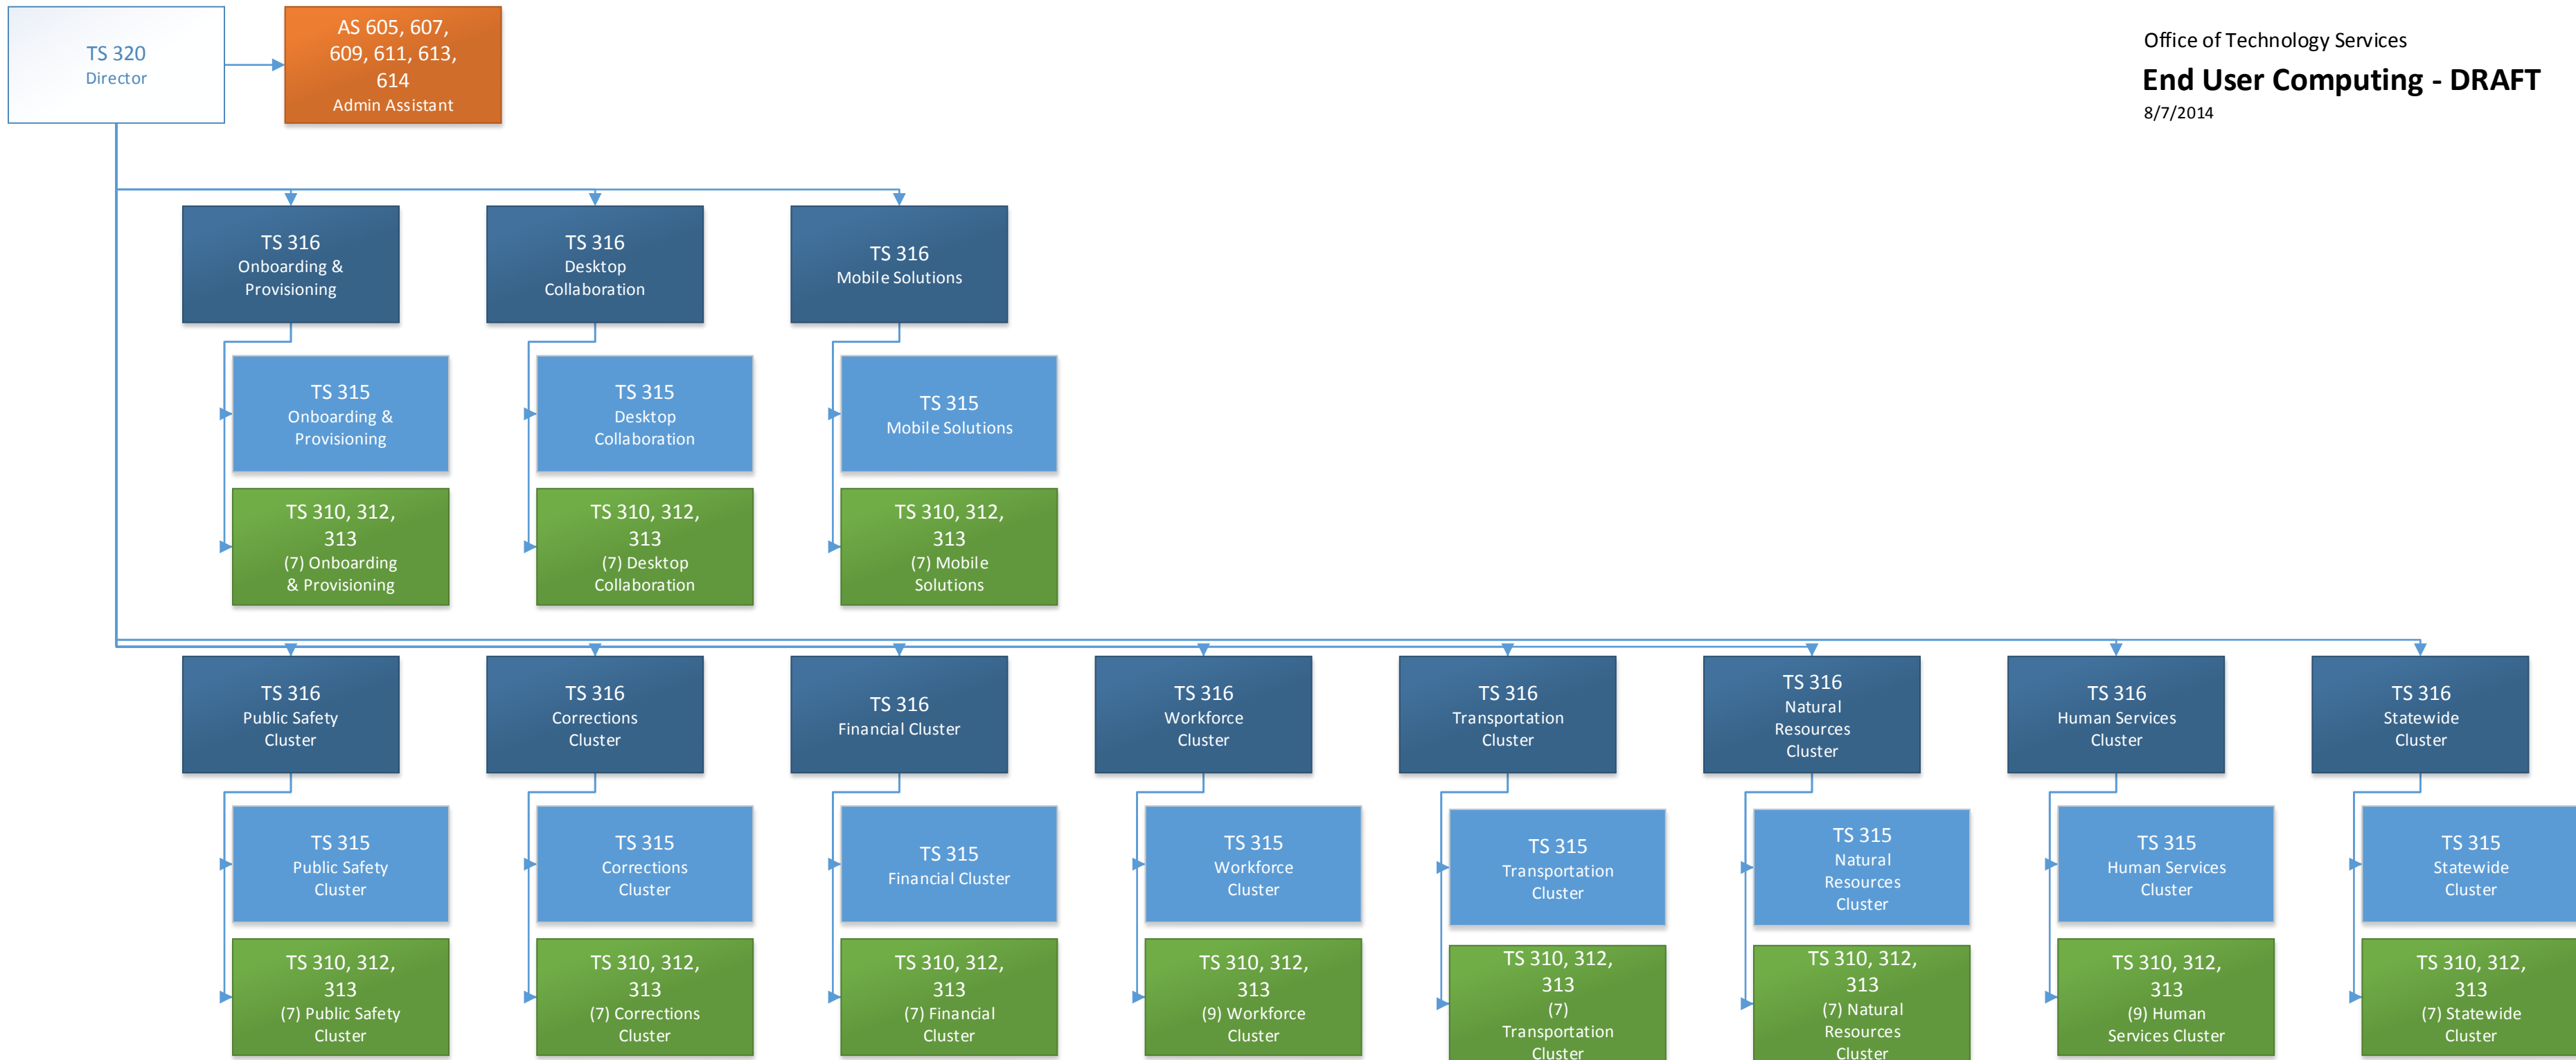 TS 320
Director
AS 605, 607,
609, 611, 613,
614
Admin Assistant
Office of Technology Services
End User Computing - DRAFT
8/7/2014
TS 316
Onboarding &
Provisioning
TS 316
Desktop
Collaboration
TS 316
Mobile Solutions
TS 315
Onboarding &
Provisioning
TS 315
Desktop
Collaboration
TS 315
Mobile Solutions
TS 310, 312,
313
(7) Onboarding
& Provisioning
TS 310, 312,
313
(7) Desktop
Collaboration
TS 310, 312,
313
(7) Mobile
Solutions
TS 316
Public Safety
Cluster
TS 316
Corrections
Cluster
TS 316
Financial Cluster
TS 316
Workforce
Cluster
TS 316
Transportation
Cluster
TS 316
Natural
Resources
Cluster
TS 316
Human Services
Cluster
TS 316
Statewide
Cluster
TS 315
Public Safety
Cluster
TS 315
Corrections
Cluster
TS 315
Financial Cluster
TS 315
Workforce
Cluster
TS 315
Transportation
Cluster
TS 315
Natural
Resources
Cluster
TS 315
Human Services
Cluster
TS 315
Statewide
Cluster
TS 310, 312,
313
(7) Public Safety
Cluster
TS 310, 312,
313
(7) Corrections
Cluster
TS 310, 312,
313
(7) Financial
Cluster
TS 310, 312,
313
(9) Workforce
Cluster
TS 310, 312,
313
(7)
Transportation
Cluster
TS 310, 312,
313
(7) Natural
Resources
Cluster
TS 310, 312,
313
(9) Human
Services Cluster
TS 310, 312,
313
(7) Statewide
Cluster